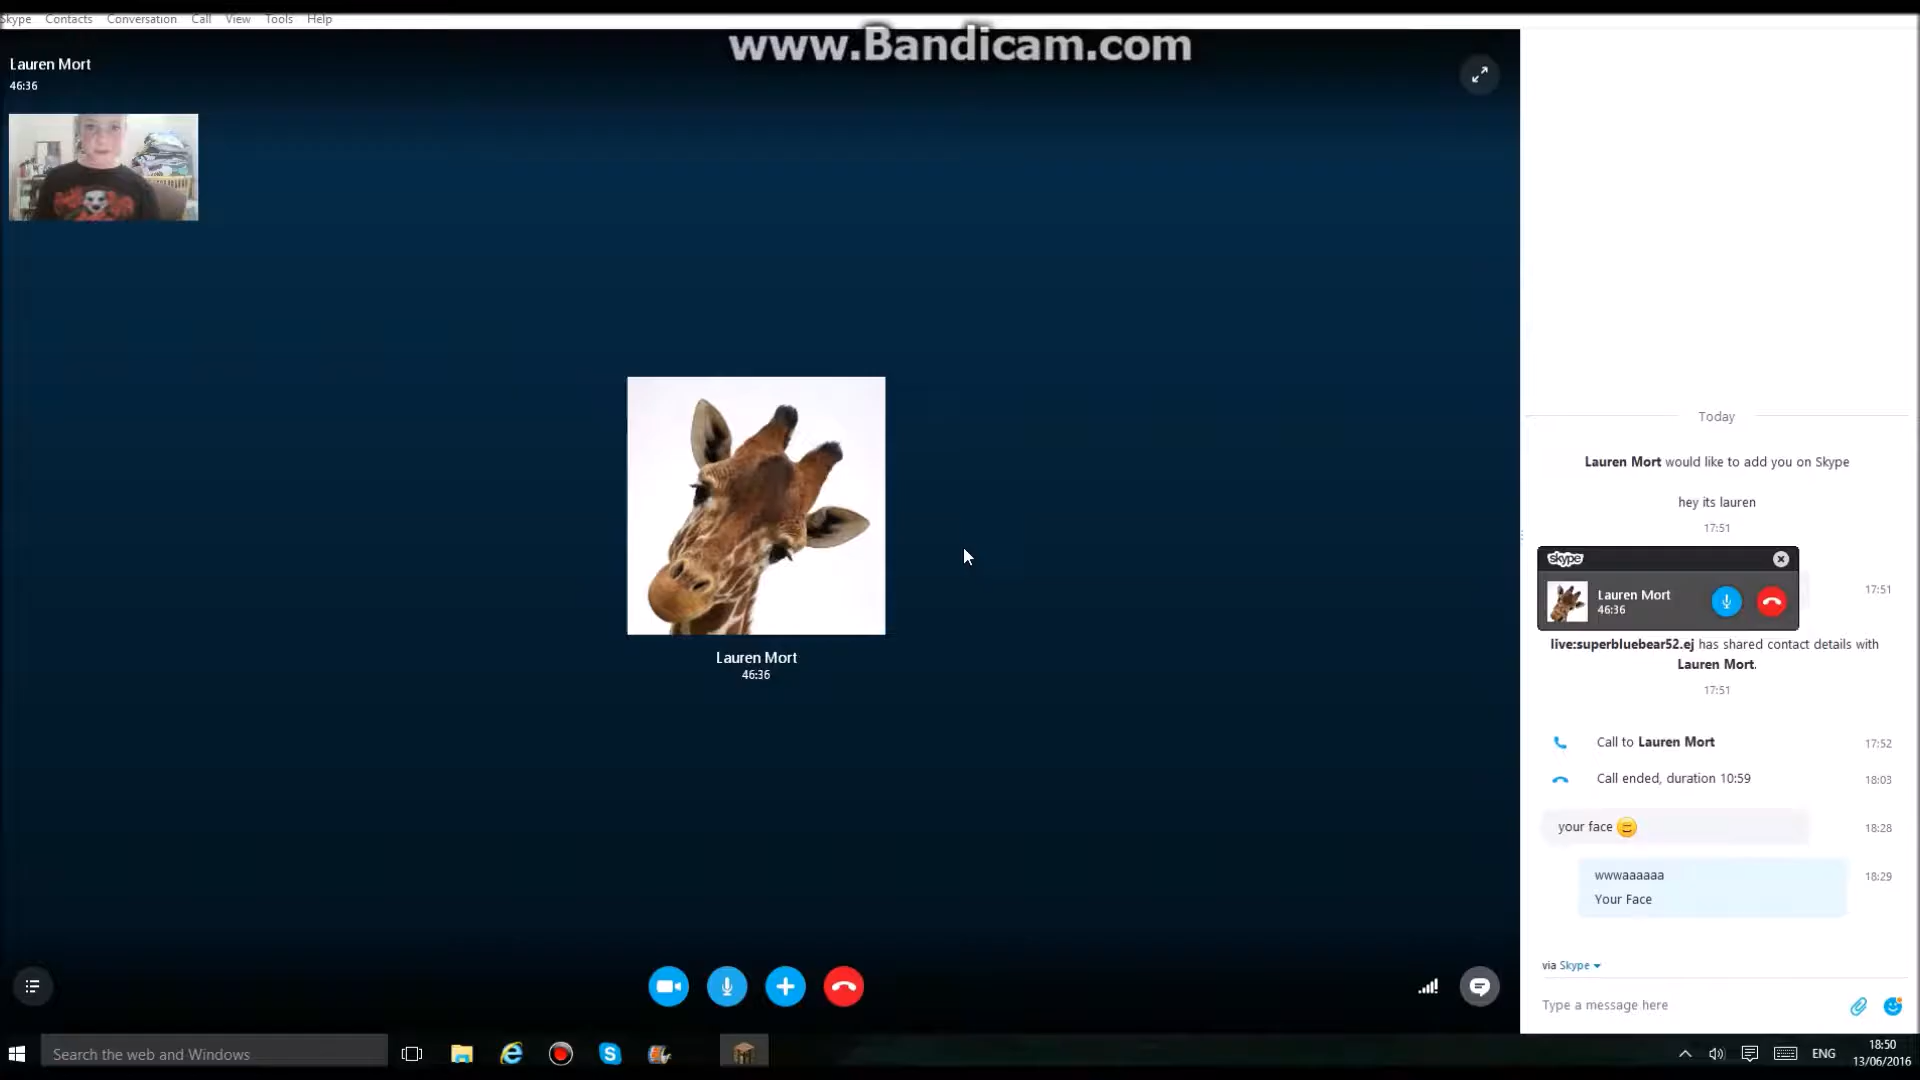 Skype Contacts Conversation Call View Tools Help
www.Bandicam.com
Lauren Mort
46:36
Lauren Mort
46:36
Today
Lauren Mort would like to add you on Skype
hey its lauren
17:51
skype
Lauren Mort
46:36
17:51
live:superbluebear52.ej has shared contact details with
Lauren Mort.
17:51
Call to Lauren Mort 17:52
Call ended, duration 10:59 18:03
your face 18:28
wwwaaaaaa 18:29
Your Face
via Skype
Type a message here
Search the web and Windows
ENG
18:50
13/06/2016